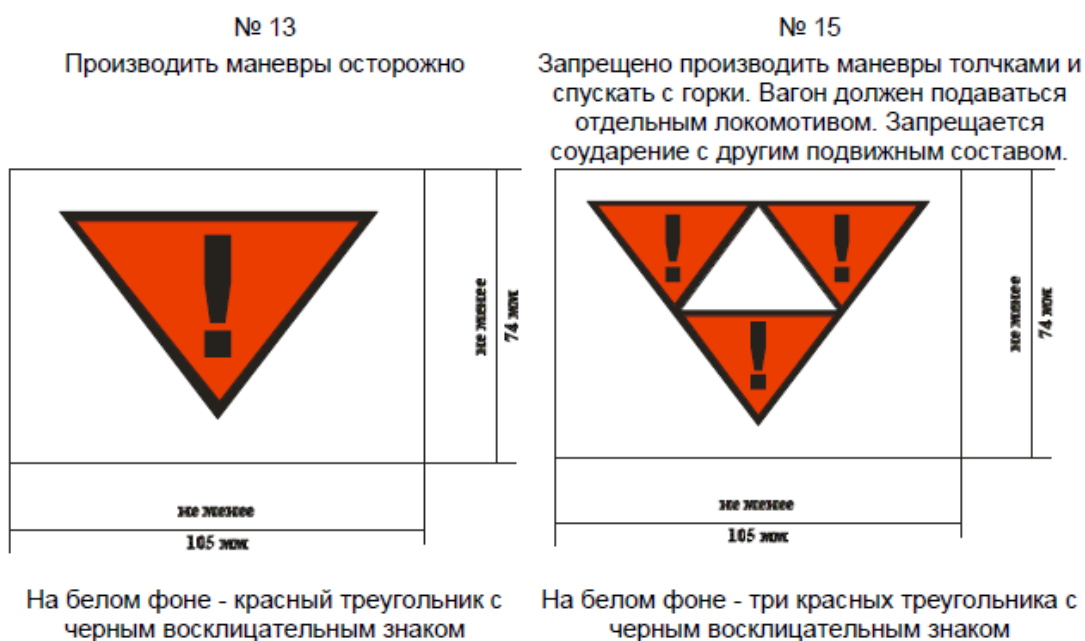 № 13
Производить маневры осторожно
!
не менее
74 мм
не менее
105 мм
На белом фоне - красный треугольник с
черным восклицательным знаком
№ 15
Запрещено производить маневры толчками и
спускать с горки. Вагон должен подаваться
отдельным локомотивом. Запрещается
соударение с другим подвижным составом.
! !
!
не менее
74 мм
не менее
105 мм
На белом фоне - три красных треугольника с
черным восклицательным знаком